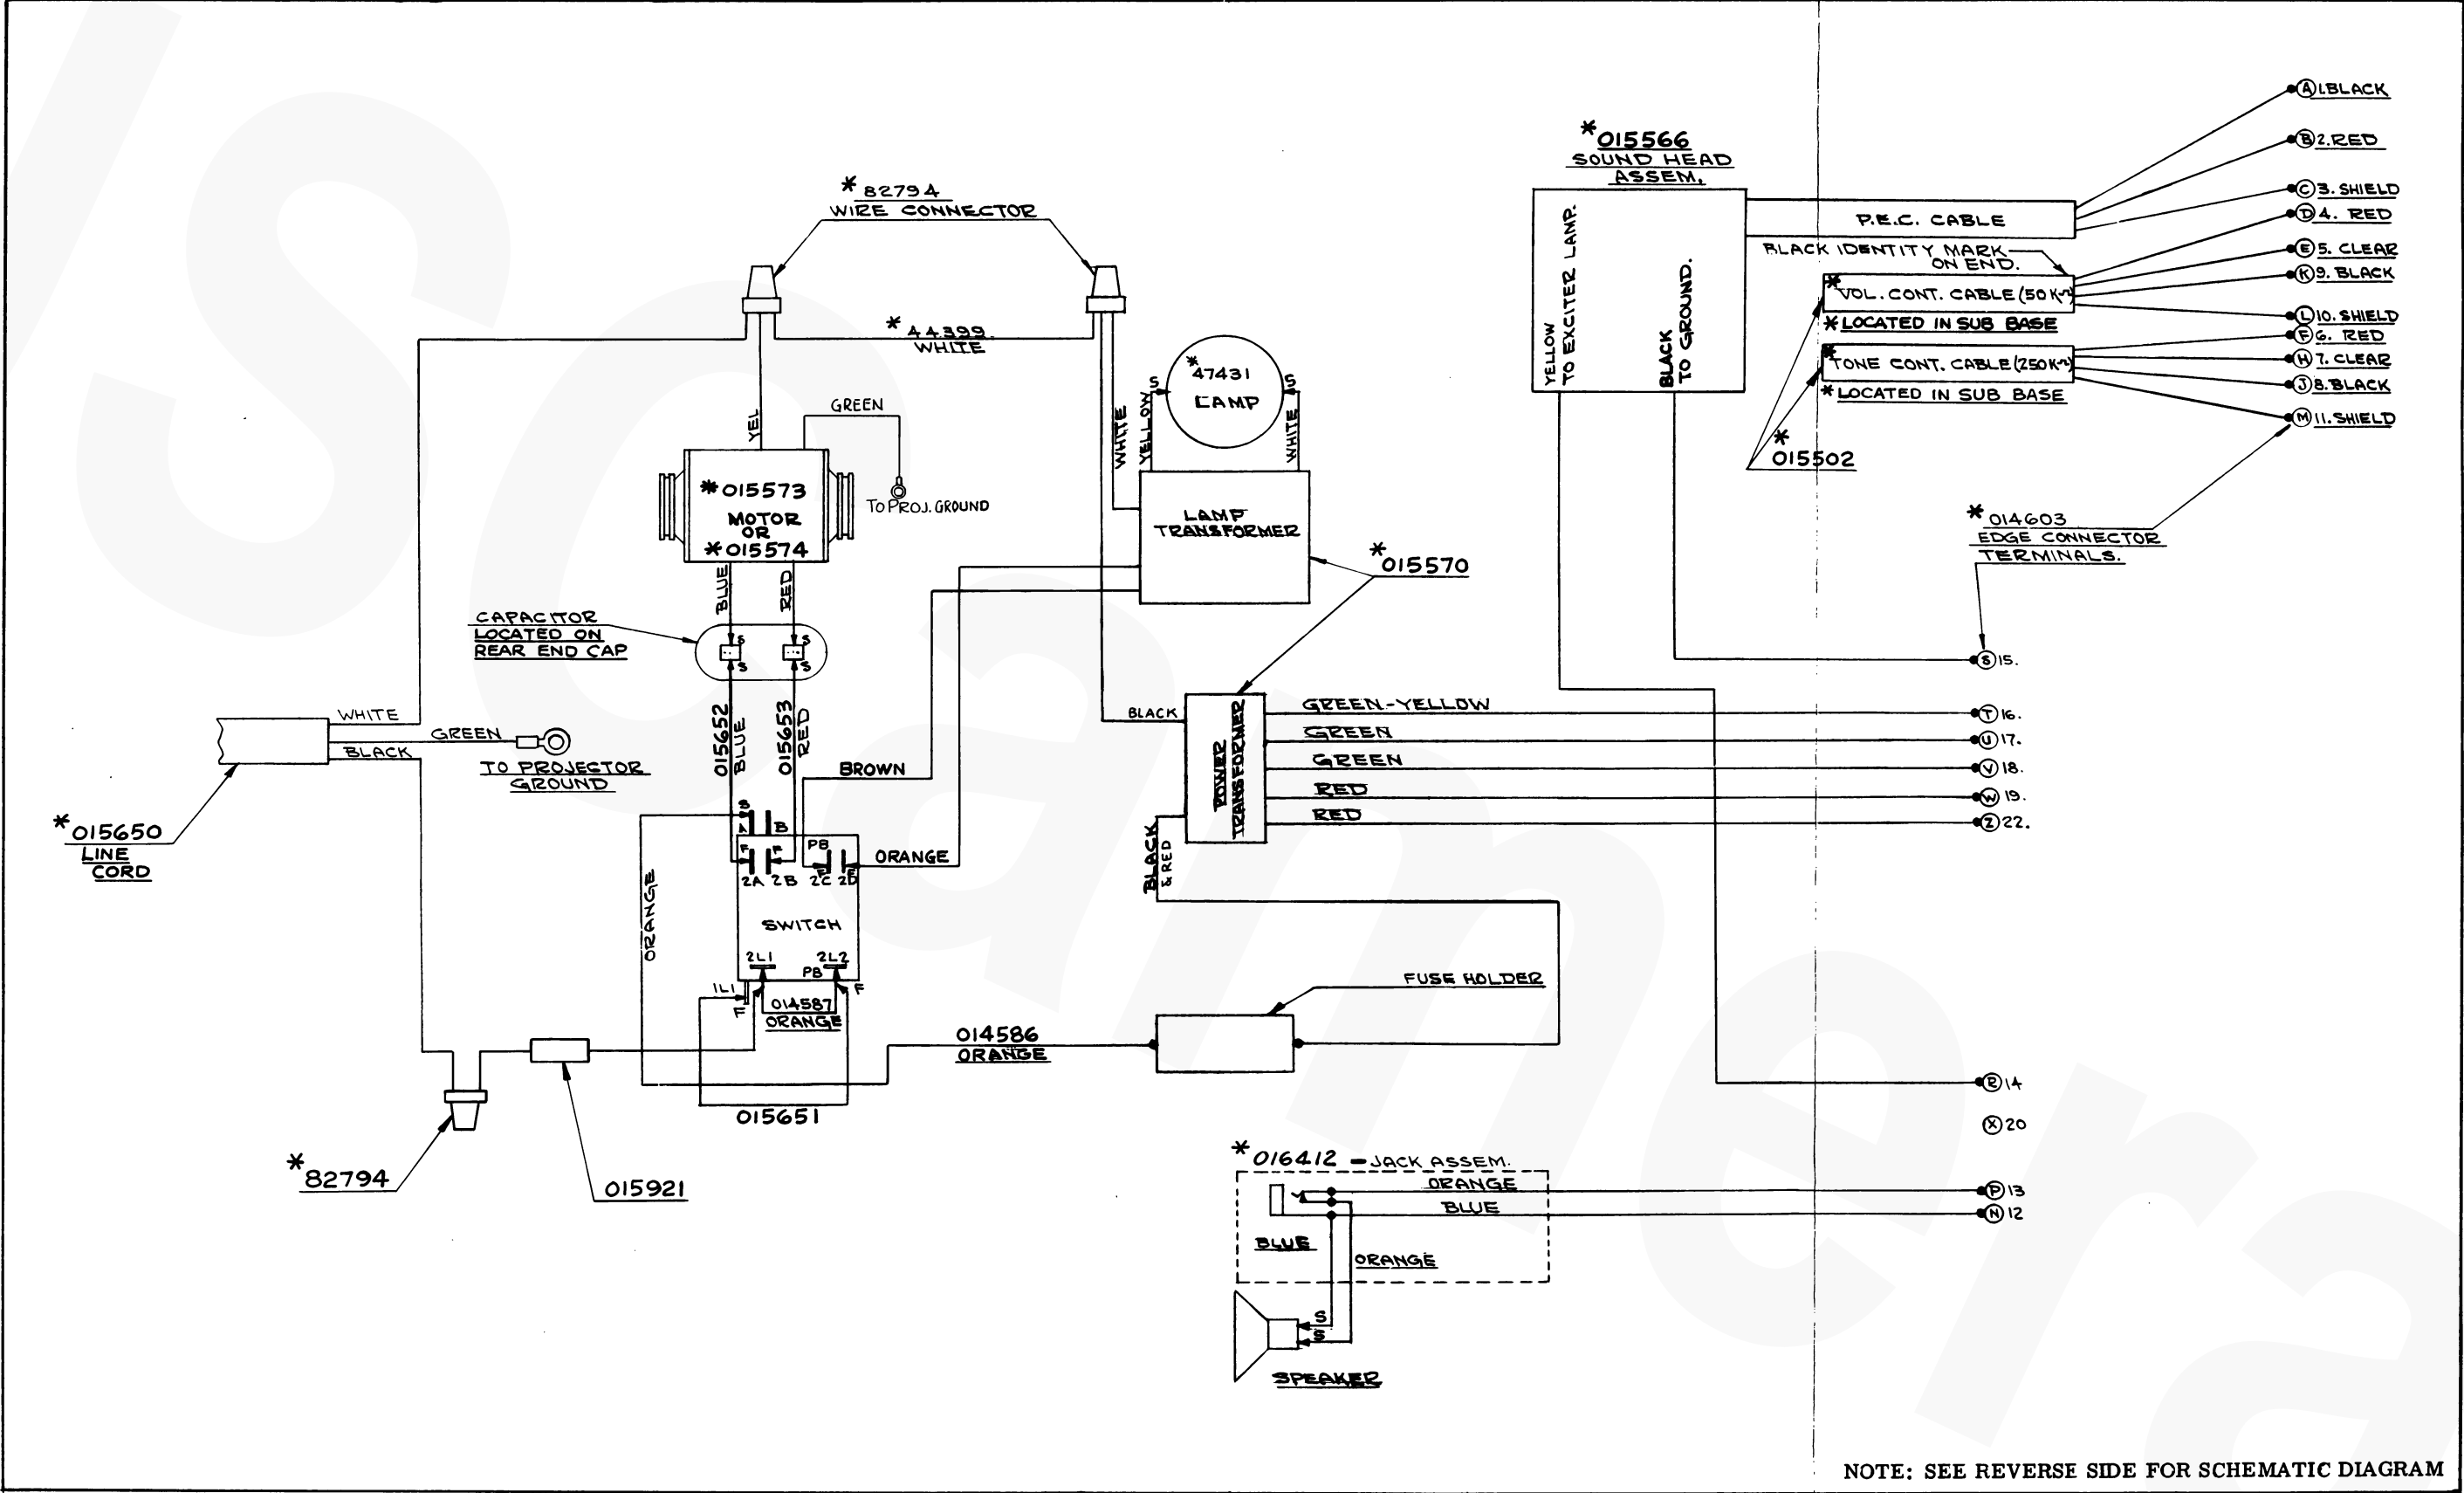 * 82794
WIRE CONNECTOR
* 44399
WHITE
YEL
GREEN
TO PROJ. GROUND
* 015573
MOTOR
OR
* 015574
BLUE
RED
CAPACITOR
LOCATED ON
REAR END CAP
S
S
S
S
015652
BLUE
015653
RED
WHITE
GREEN
BLACK
TO PROJECTOR
GROUND
* 015650
LINE
CORD
BROWN
ORANGE
ORANGE
S
A
B
F
F
PB
2A 2B 2C 2D
SWITCH
2L1
2L2
PB
1L1
F
F
014587
ORANGE
015651
014586
ORANGE
* 82794
015921
* 47431
LAMP
S
S
WHITE
YELLOW
WHITE
LAMP
TRANSFORMER
* 015570
BLACK
POWER
TRANSFORMER
BLACK
& RED
GREEN-YELLOW
GREEN
GREEN
RED
RED
FUSE HOLDER
* 016412 - JACK ASSEM.
ORANGE
BLUE
BLUE
ORANGE
S
S
SPEAKER
* 015566
SOUND HEAD
ASSEM.
YELLOW
TO EXCITER LAMP.
BLACK
TO GROUND.
P.E.C. CABLE
BLACK IDENTITY MARK
ON END.
* VOL. CONT. CABLE (50K Ω)
* LOCATED IN SUB BASE
* TONE CONT. CABLE (250K Ω)
* LOCATED IN SUB BASE
* 015502
A 1. BLACK
B 2. RED
C 3. SHIELD
D 4. RED
E 5. CLEAR
K 9. BLACK
L 10. SHIELD
F 6. RED
H 7. CLEAR
J 8. BLACK
M 11. SHIELD
* 014603
EDGE CONNECTOR
TERMINALS.
S 15.
T 16.
U 17.
V 18.
W 19.
Z 22.
R 14
X 20
P 13
N 12
NOTE: SEE REVERSE SIDE FOR SCHEMATIC DIAGRAM